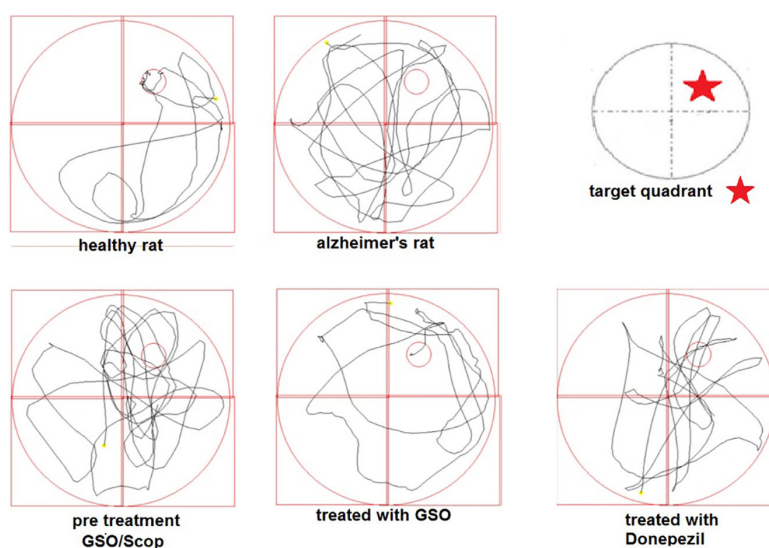 healthy rat
alzheimer's rat
target quadrant
pre treatment
GSO/Scop
treated with GSO
treated with
Donepezil